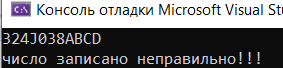 Консоль отладки Microsoft Visual Stu
324J038ABCD
число записано неправильно!!!